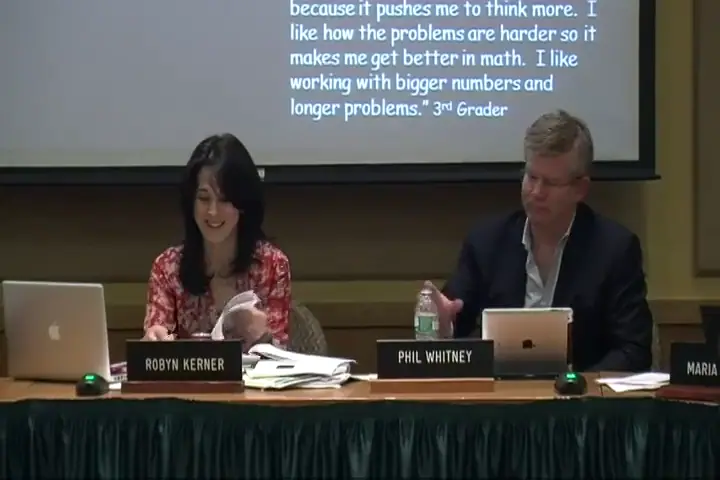 because it pushes me to think more. I
like how the problems are harder so it
makes me get better in math. I like
working with bigger numbers and
longer problems." 3rd Grader
ROBYN KERNER
PHIL WHITNEY
MARIA